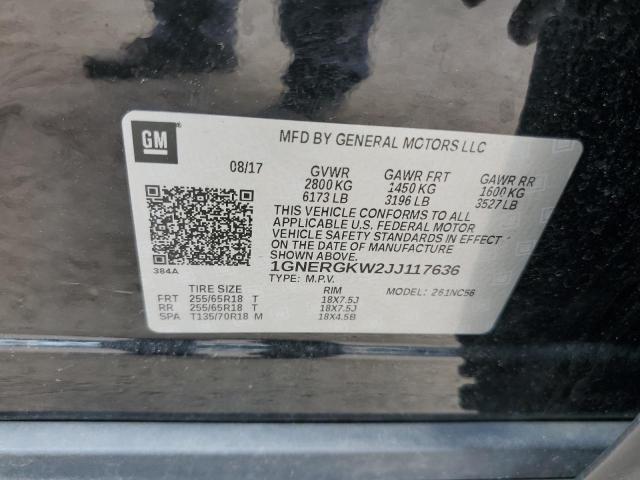 GM
MFD BY GENERAL MOTORS LLC
08/17 GVWR GAWR FRT GAWR RR
2800 KG 1450 KG 1600 KG
6173 LB 3196 LB 3527 LB
THIS VEHICLE CONFORMS TO ALL
APPLICABLE U.S. FEDERAL MOTOR
VEHICLE SAFETY STANDARDS IN EFFECT
ON THE DATE OF MANUFACTURE
SHOWN ABOVE.
384A
1GNERGKW2JJ117636
TYPE: M.P.V. MODEL: 261NC56
TIRE SIZE RIM
FRT 255/65R18 T 18X7.5J
RR 255/65R18 T 18X7.5J
SPA T135/70R18 M 18X4.5B